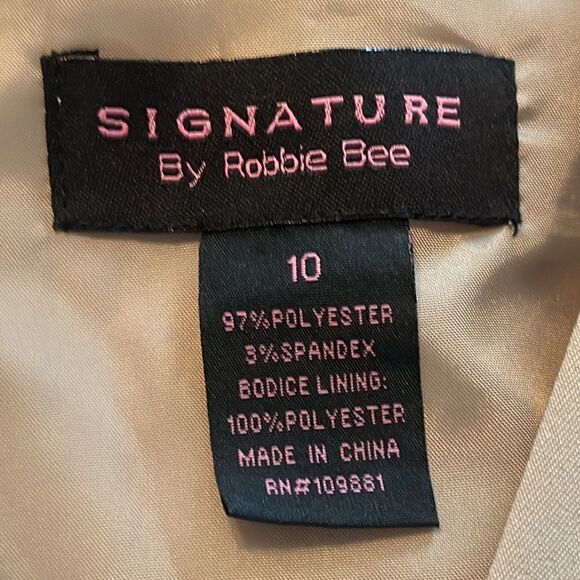 SIGNATURE
By Robbie Bee
10
97%POLYESTER
3%SPANDEX
BODICE LINING:
100%POLYESTER
MADE IN CHINA
RN#109881